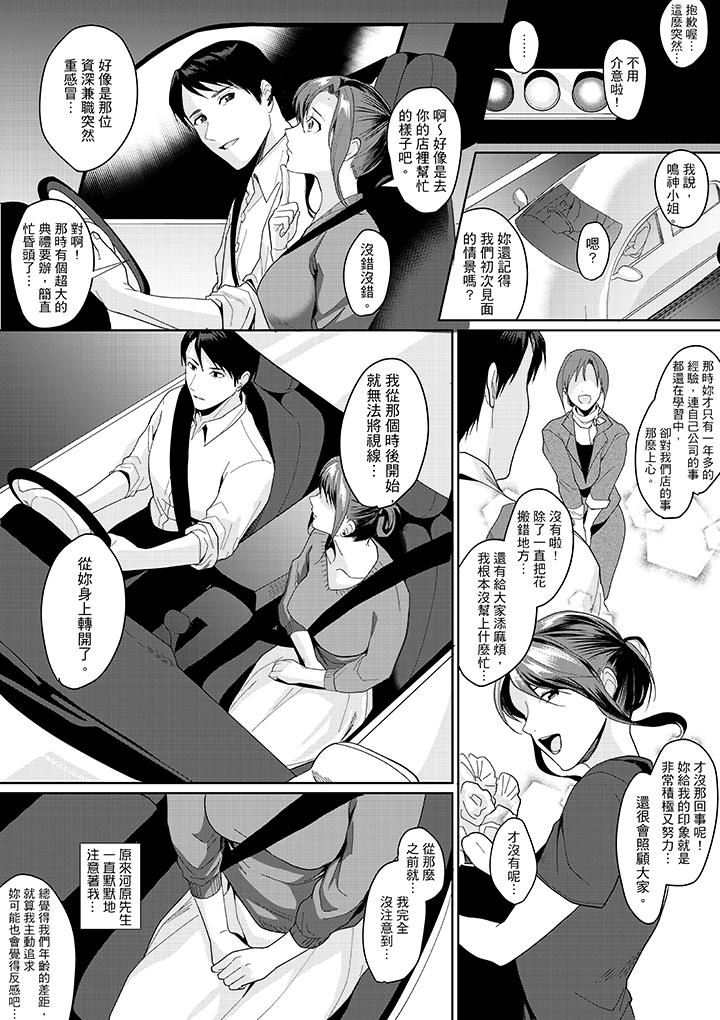 抱歉喔…
這麼突然…
不用
介意啦！
……
我說，
鳴神小姐。
嗯？
妳還記得
我們初次見面
的情景嗎？
啊～好像是去
你的店裡幫忙
的樣子吧。
沒錯沒錯。
好像是那位
資深兼職突然
重感冒…
對啊！
那時有個超大的
典禮要辦，簡直
忙昏頭了…
那時妳才只有一年多的
經驗，連自己公司的事
都還在學習中，
卻對我們店的事
那麼上心。
沒有啦！
除了一直把花
搬錯地方…
還有給大家添麻煩，
我根本沒幫上什麼忙…
才沒那回事呢！
妳給我的印象就是
非常積極又努力…
還很會照顧大家。
才沒有呢…
我從那個時後開始，
就無法將視線…
從妳身上轉開了。
從那麼
之前就…
我完全
沒注意到…
原來河原先生
一直默默地
注意著我…
總覺得我們年齡的差距，
就算我主動追求
妳可能也會覺得反感吧…